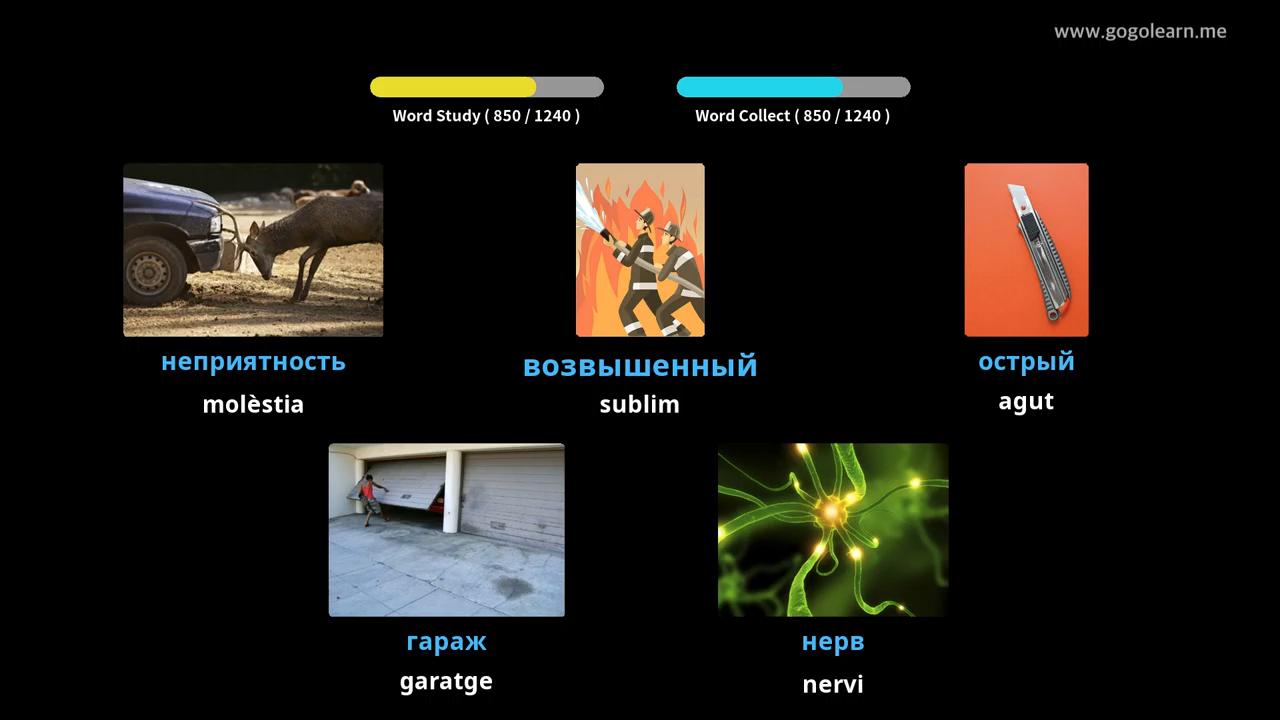 www.gogolearn.me
Word Study ( 850 / 1240 )
Word Collect ( 850 / 1240 )
неприятность
molèstia
возвышенный
sublim
острый
agut
гараж
garatge
нерв
nervi